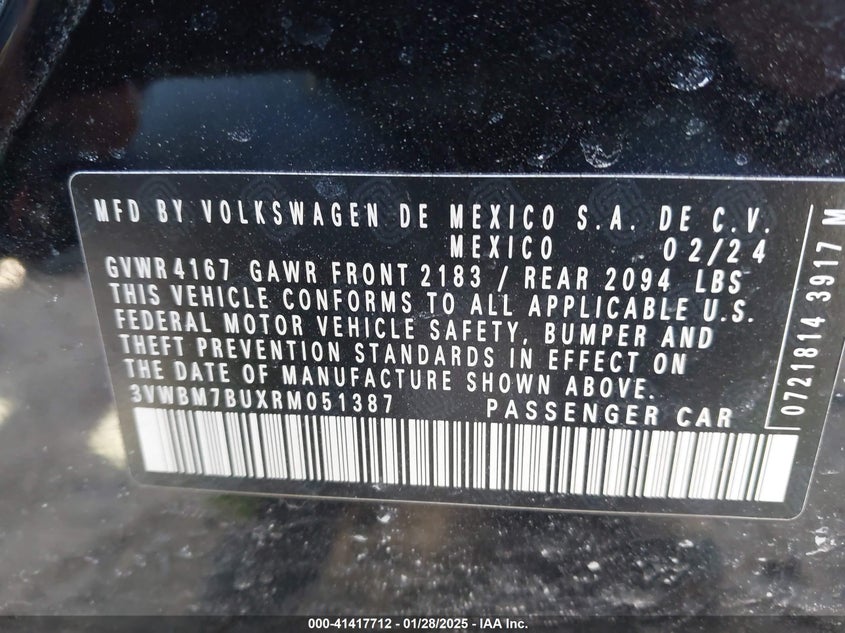 MFD BY VOLKSWAGEN DE MEXICO S.A. DE C.V.
MEXICO 02/24
GVWR 4167 GAWR FRONT 2183 / REAR 2094 LBS
THIS VEHICLE CONFORMS TO ALL APPLICABLE U.S.
FEDERAL MOTOR VEHICLE SAFETY, BUMPER AND
THEFT PREVENTION STANDARDS IN EFFECT ON
THE DATE OF MANUFACTURE SHOWN ABOVE.
3VWBM7BUXRM051387 PASSENGER CAR
0721814 3917 M
000-41417712 - 01/28/2025 - IAA Inc.